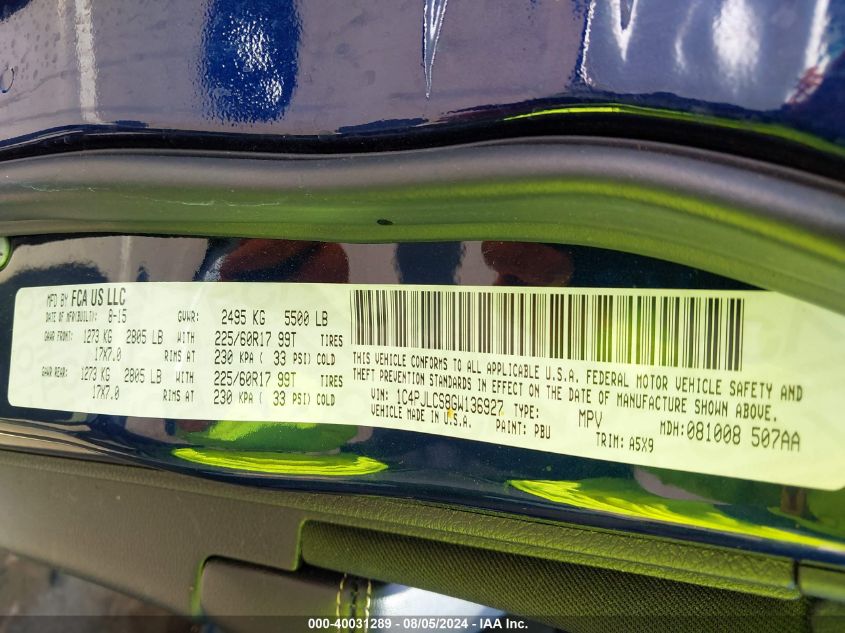 MFD BY FCA US LLC
DATE OF MFR(BUILT): 8-15 GVWR: 2495 KG 5500 LB
GAWR FRONT: 1273 KG 2805 LB WITH 225/60R17 99T TIRES
17X7.0 RIMS AT 230 KPA ( 33 PSI) COLD
GAWR REAR: 1273 KG 2805 LB WITH 225/60R17 99T TIRES
17X7.0 RIMS AT 230 KPA ( 33 PSI) COLD
THIS VEHICLE CONFORMS TO ALL APPLICABLE U.S.A. FEDERAL MOTOR VEHICLE SAFETY AND
THEFT PREVENTION STANDARDS IN EFFECT ON THE DATE OF MANUFACTURE SHOWN ABOVE.
VIN: 1C4PJLCS8GW136927 TYPE: MPV MDH:081008 507AA
VEHICLE MADE IN U.S.A. PAINT: PBU TRIM: A5X9
000-40031289 - 08/05/2024 - IAA Inc.